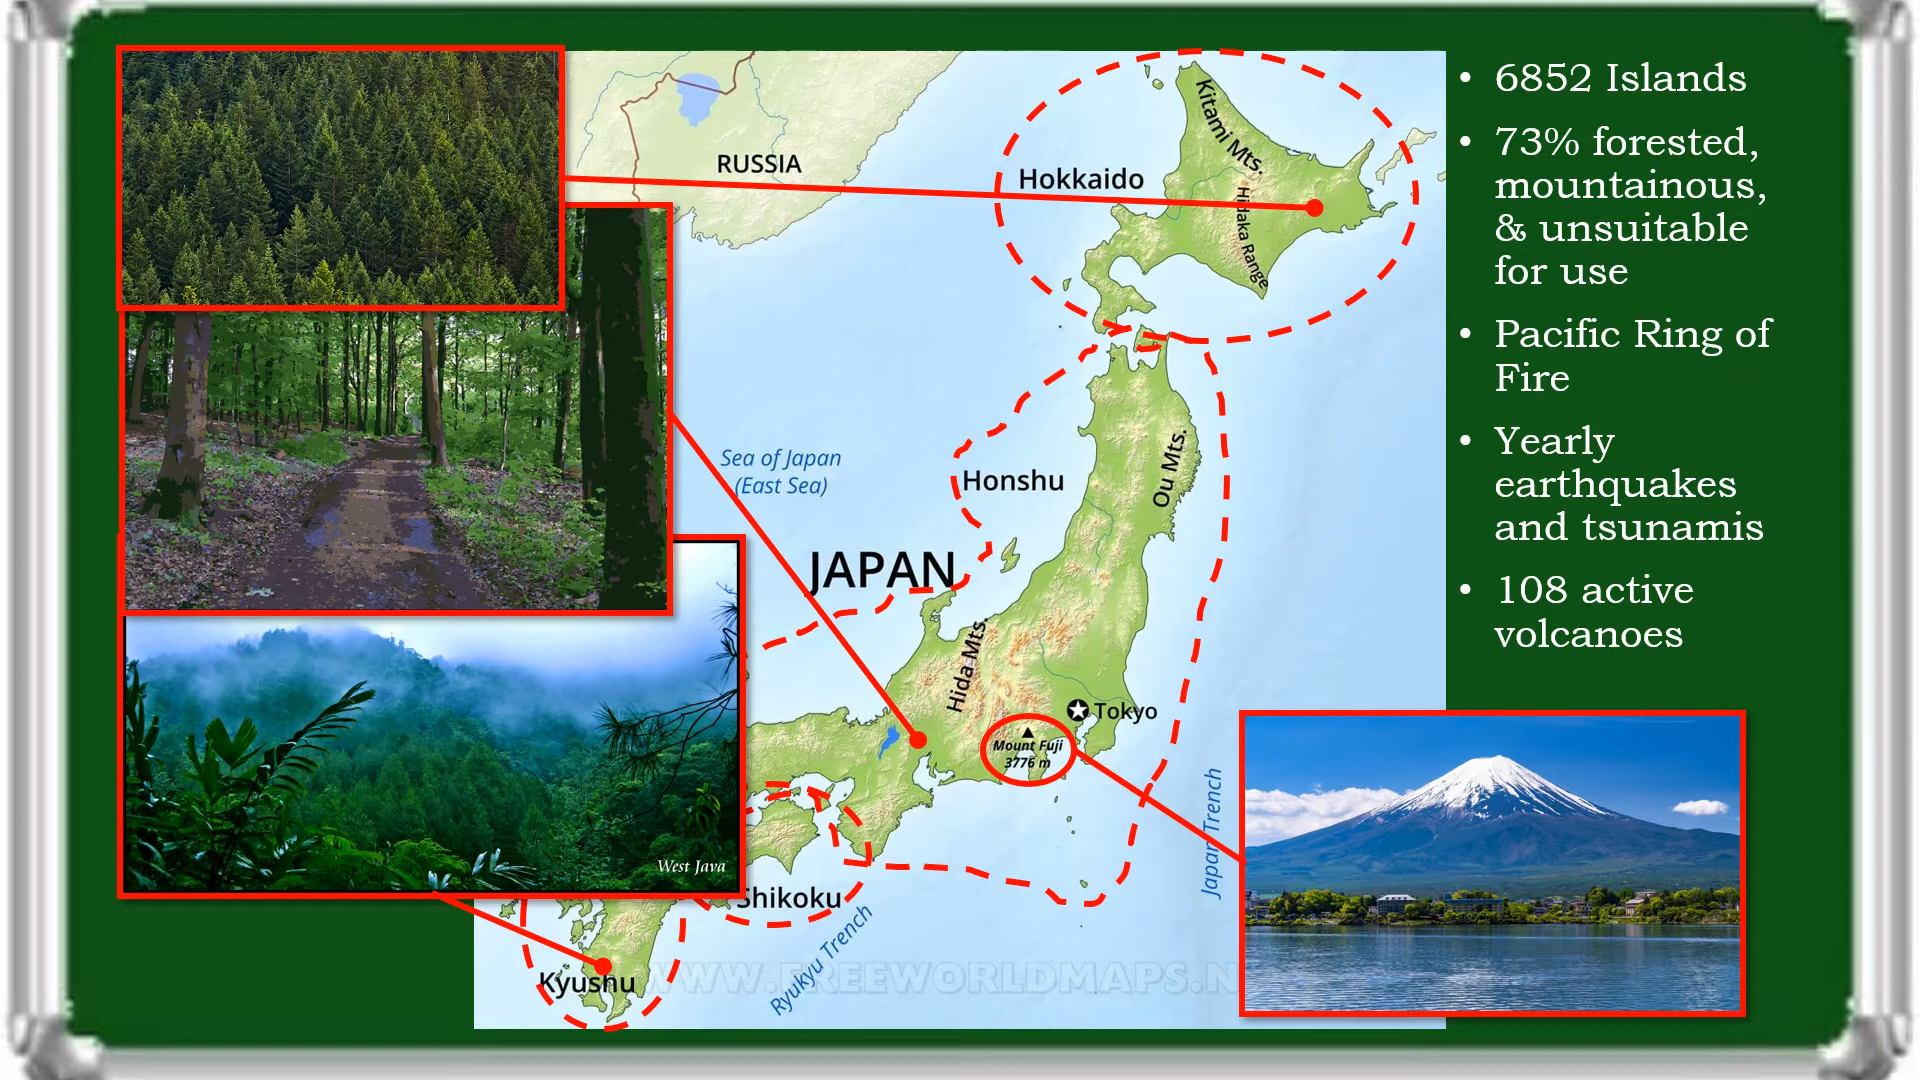 RUSSIA
Hokkaido
Kitami Mts.
Hidaka Range
Sea of Japan
(East Sea)
Honshu
Ou Mts.
JAPAN
Hida Mts.
Tokyo
Mount Fuji
3776 m
Japan Trench
West Java
Shikoku
Ryukyu Trench
Kyushu
WWW.FREEWORLDMAPS.N
• 6852 Islands
• 73% forested,
mountainous,
& unsuitable
for use
• Pacific Ring of
Fire
• Yearly
earthquakes
and tsunamis
• 108 active
volcanoes